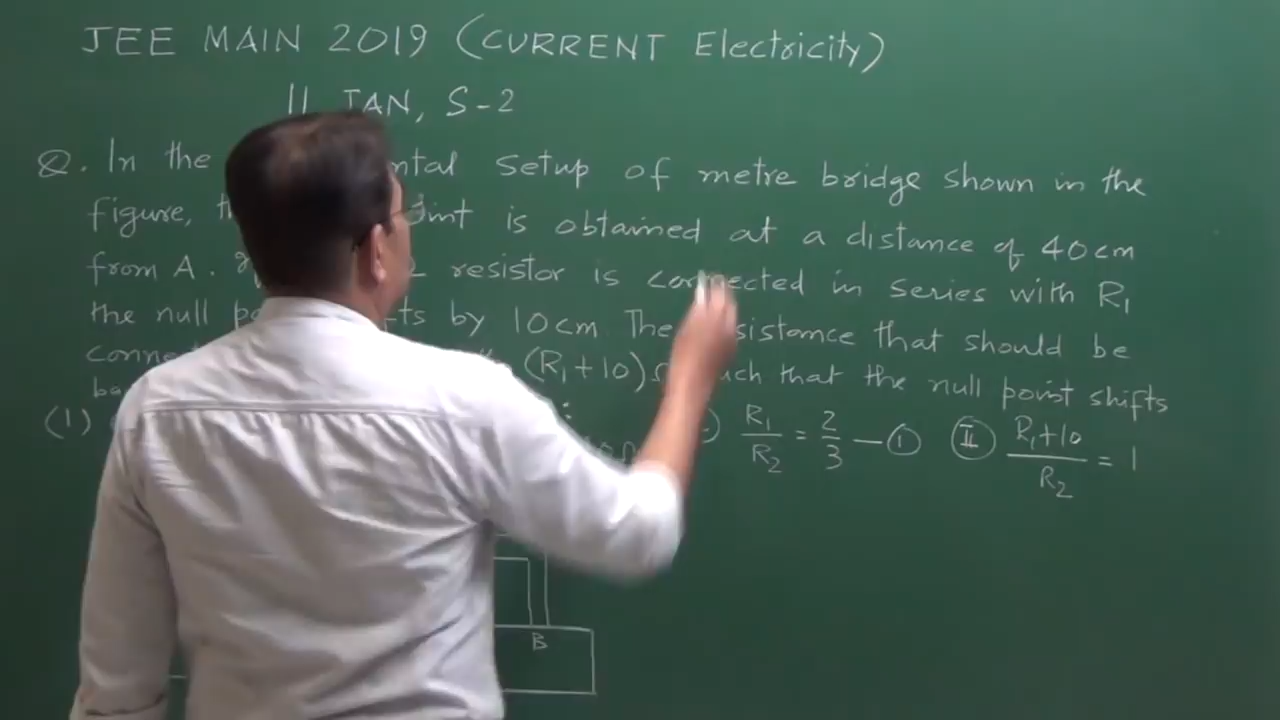 JEE MAIN 2019 (CURRENT Electricity)
11 JAN, S-2
Q. In the ntal setup of metre bridge shown in the
figure, oint is obtained at a distance of 40cm
from A. resistor is connected in series with R1
the null ts by 10cm. The sistance that should be
(R1+10)Ω such that the null point shifts
(1)
R1/R2 = 2/3 — ① Ⅱ (R1+10)/R2 = 1
B